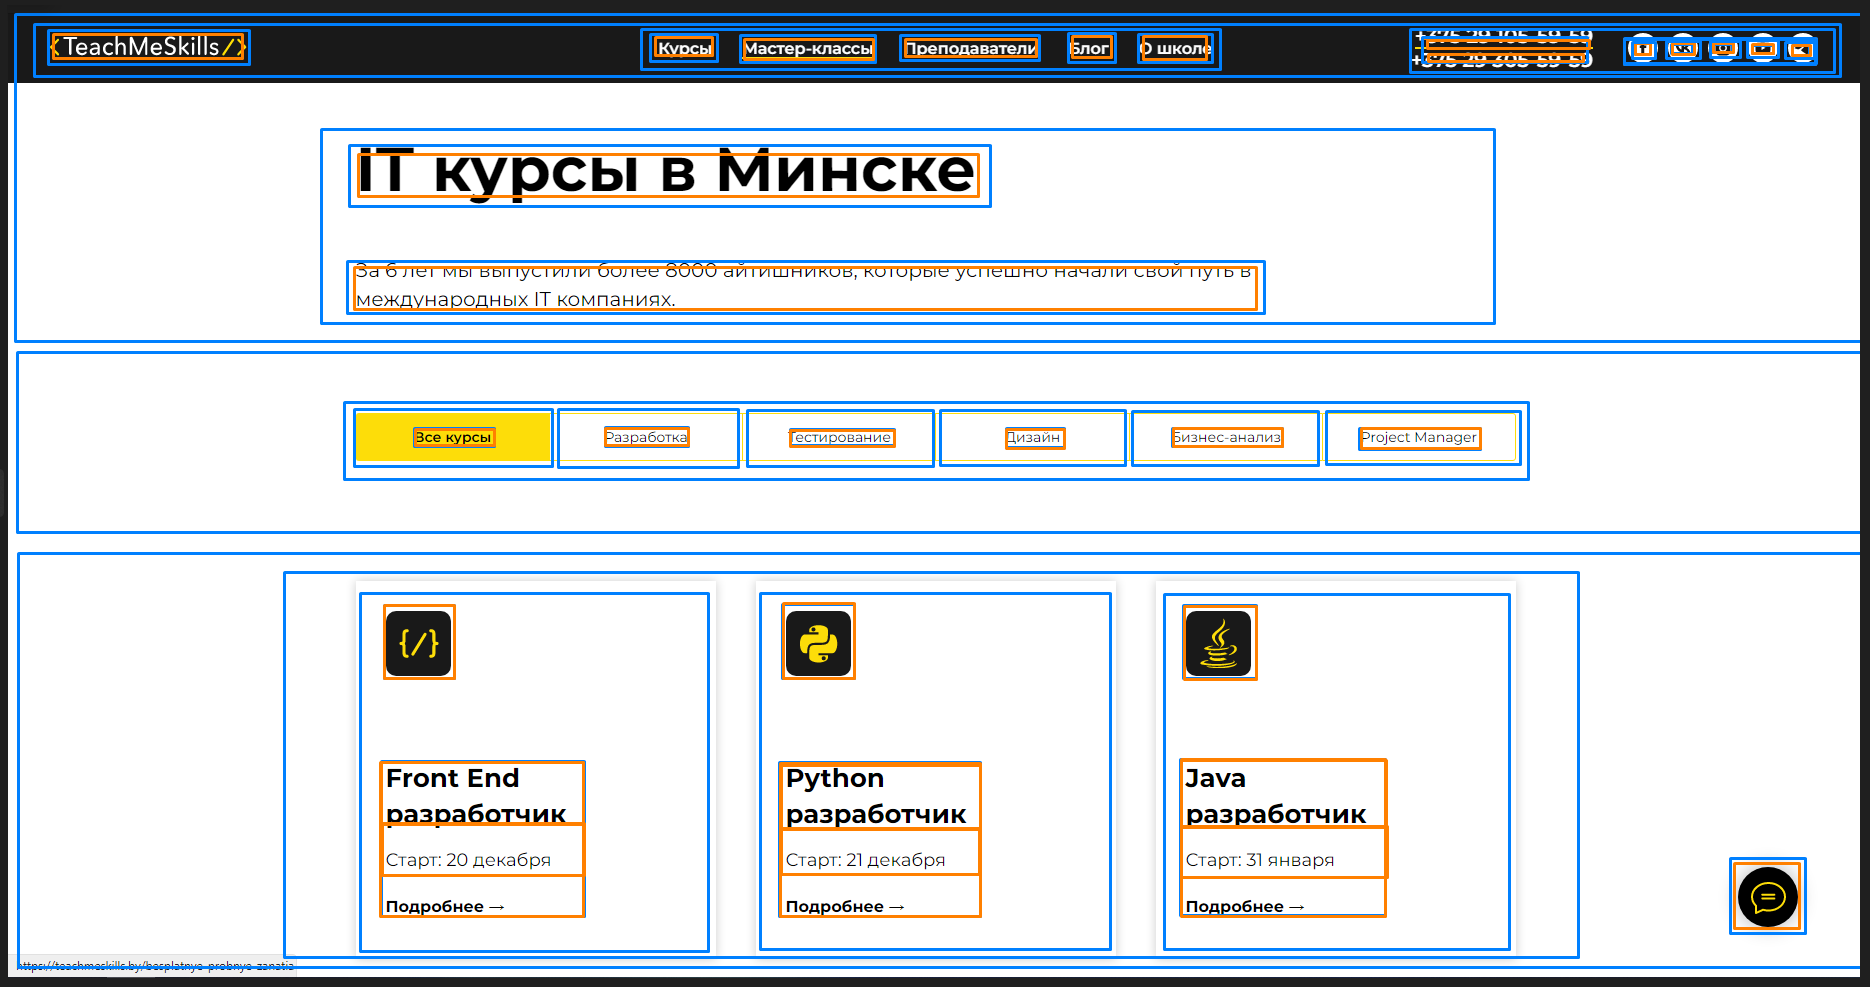 TeachMeSkills/>
Курсы Мастер-классы Преподаватели Блог О школе
+375 29 105-59-59
+375 29 305-59-59
IT курсы в Минске
За 6 лет мы выпустили более 8000 айтишников, которые успешно начали свой путь в
международных IT компаниях.
Все курсы Разработка Тестирование Дизайн Бизнес-анализ Project Manager
{/}
Front End
разработчик
Старт: 20 декабря
Подробнее →
Python
разработчик
Старт: 21 декабря
Подробнее →
Java
разработчик
Старт: 31 января
Подробнее →
https://teachmeskills.by/besplatnye-probnye-zanatia